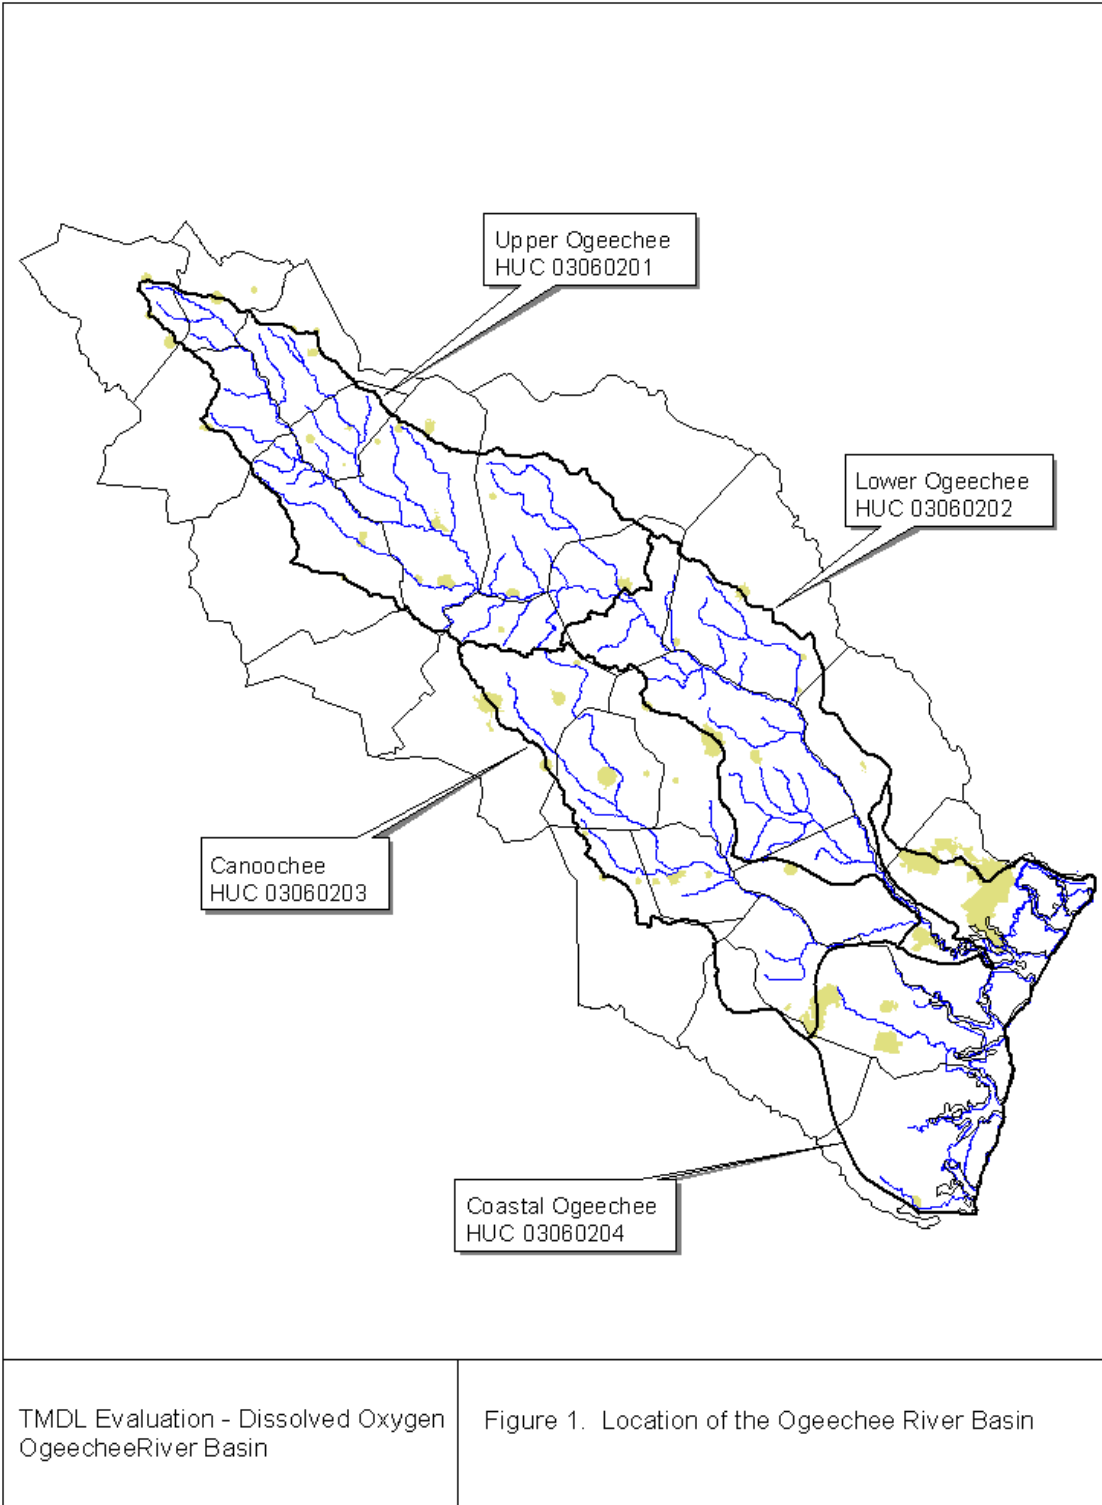 Upper Ogeechee
HUC 03060201
Lower Ogeechee
HUC 03060202
Canoochee
HUC 03060203
Coastal Ogeechee
HUC 03060204
TMDL Evaluation - Dissolved Oxygen
OgeecheeRiver Basin
Figure 1. Location of the Ogeechee River Basin